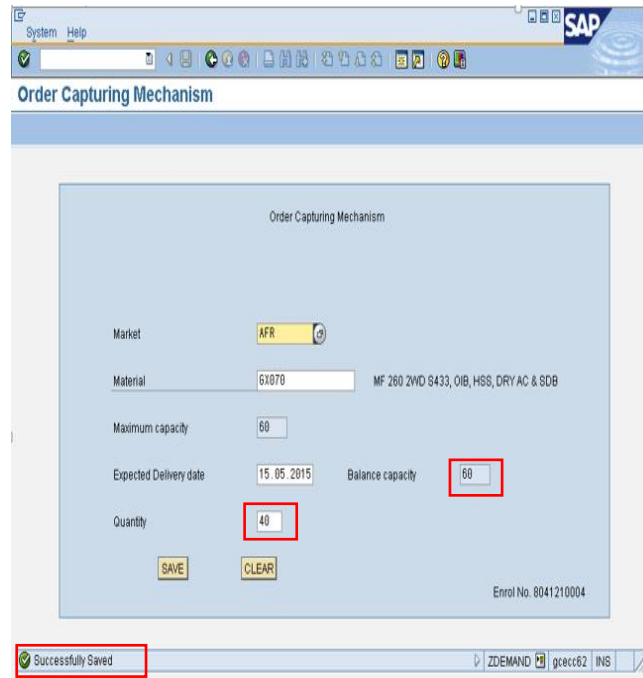 System Help
SAP
Order Capturing Mechanism
Order Capturing Mechanism
Market AFR
Material GX070 MF 260 2WD S433, OIB, HSS, DRY AC & SDB
Maximum capacity 60
Expected Delivery date 15.05.2015 Balance capacity 60
Quantity 40
SAVE CLEAR
Enrol No. 8041210004
Successfully Saved ZDEMAND gcecc62 INS